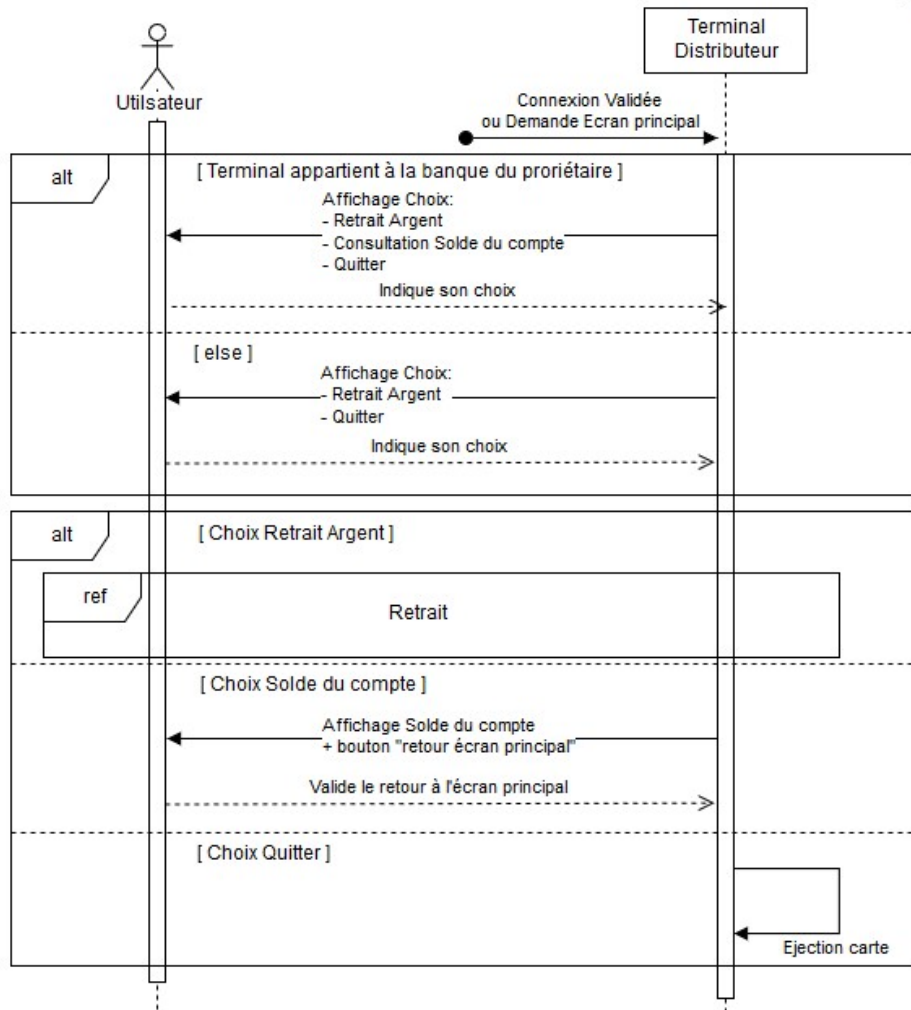 Terminal
Distributeur
Utilsateur
Connexion Validée
ou Demande Ecran principal
alt
[ Terminal appartient à la banque du proriétaire ]
Affichage Choix:
- Retrait Argent
- Consultation Solde du compte
- Quitter
Indique son choix
[ else ]
Affichage Choix:
- Retrait Argent
- Quitter
Indique son choix
alt
[ Choix Retrait Argent ]
ref
Retrait
[ Choix Solde du compte ]
Affichage Solde du compte
+ bouton "retour écran principal"
Valide le retour à l'écran principal
[ Choix Quitter ]
Ejection carte